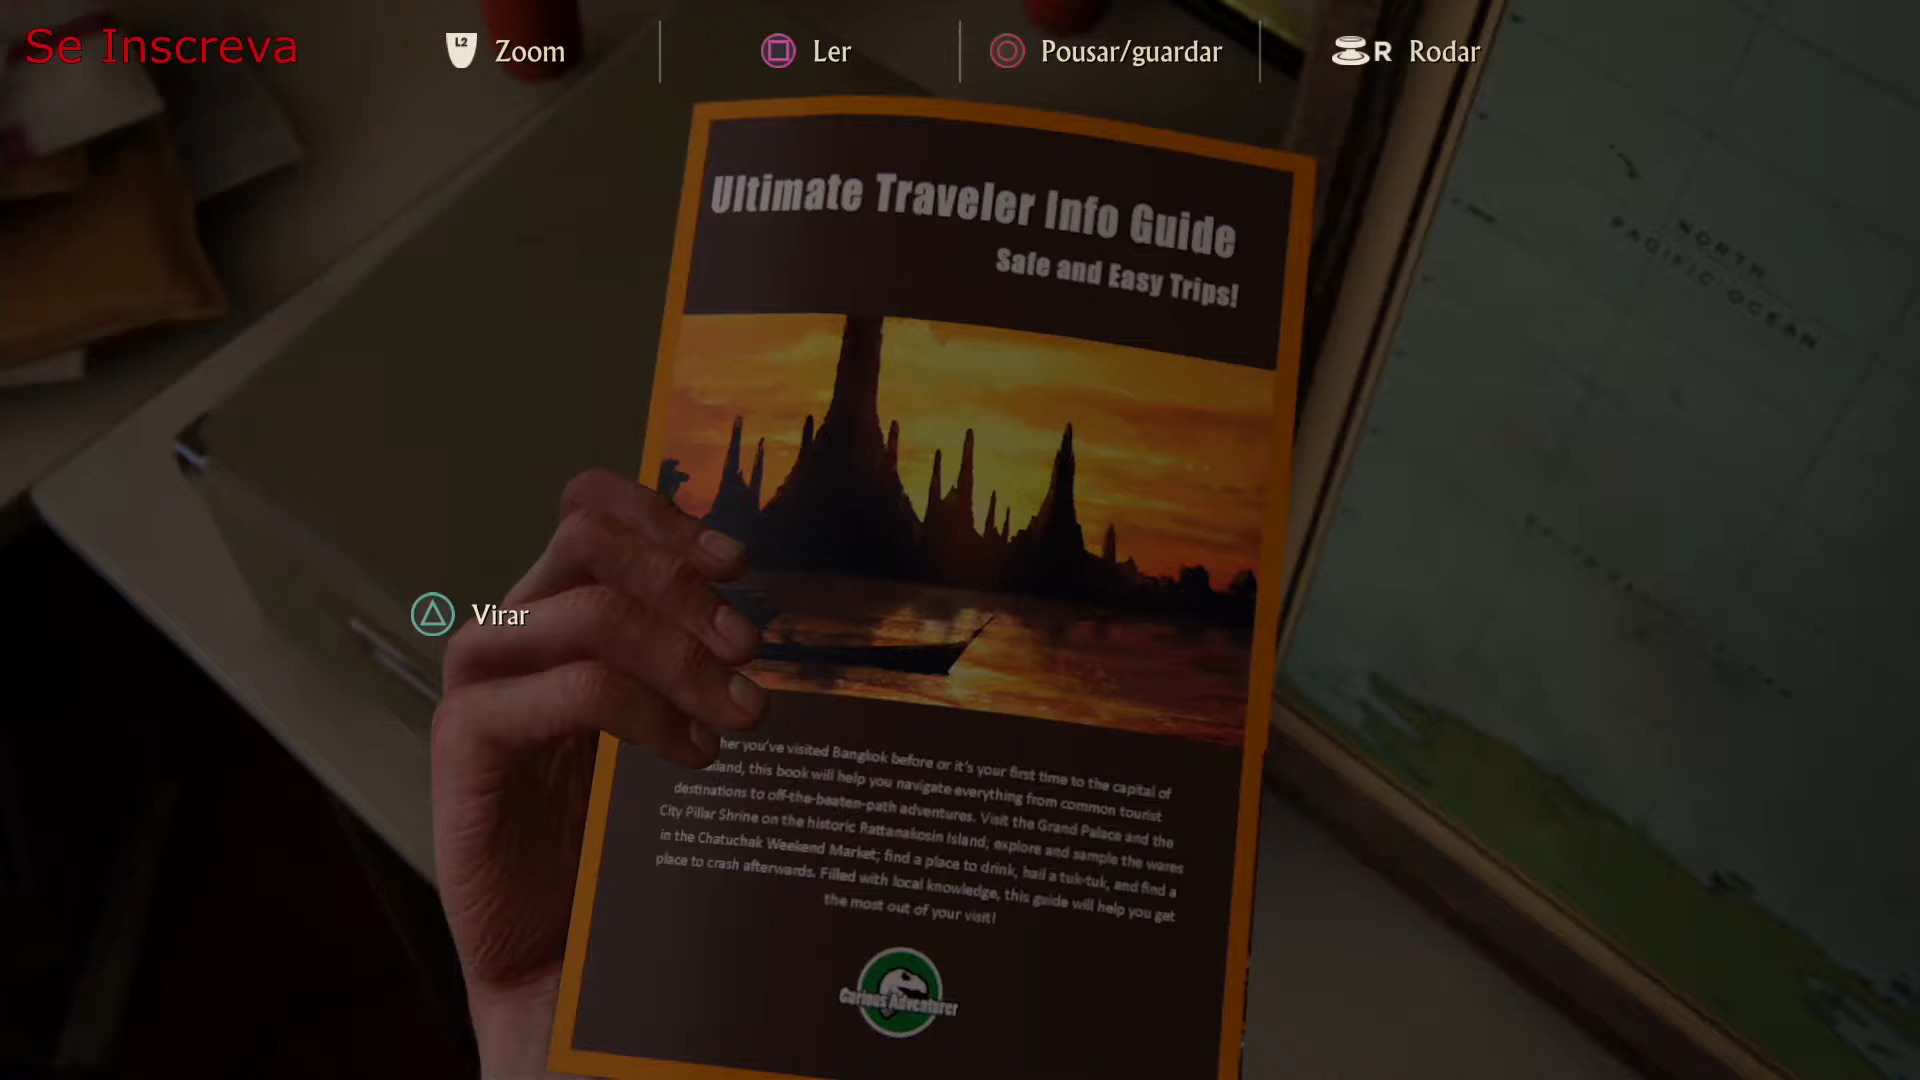 Se Inscreva
L2 Zoom
Ler
Pousar/guardar
R Rodar
Ultimate Traveler Info Guide
Safe and Easy Trips!
NORTH
PACIFIC OCEAN
Virar
you've visited Bangkok before or it's your first time to the capital of
this book will help you navigate everything from common tourist
destinations to off-the-beaten-path adventures. Visit the Grand Palace and the
City Pillar Shrine on the historic Rattanakosin Island; explore and sample the wares
in the Chatuchak Weekend Market; find a place to drink, hail a tuk-tuk, and find a
place to crash afterwards. Filled with local knowledge, this guide will help you get
the most out of your visit!
Curious Adventurer